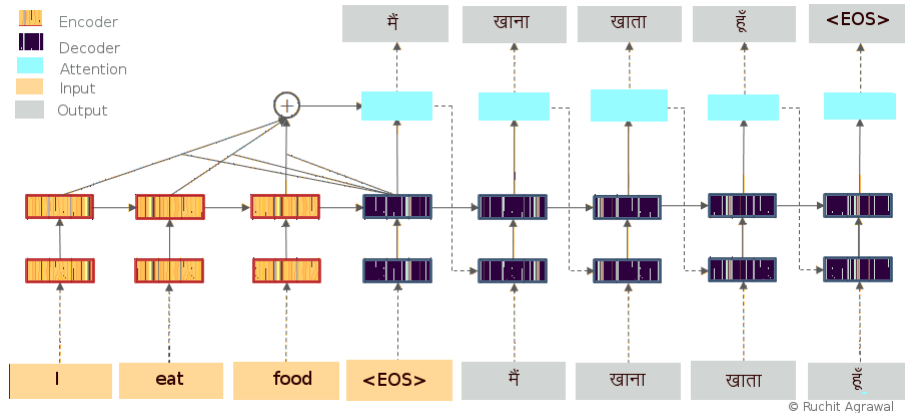 Encoder
Decoder
Attention
Input
Output
मैं खाना खाता हूँ <EOS>
+
I eat food <EOS> मैं खाना खाता हूँ
© Ruchit Agrawal